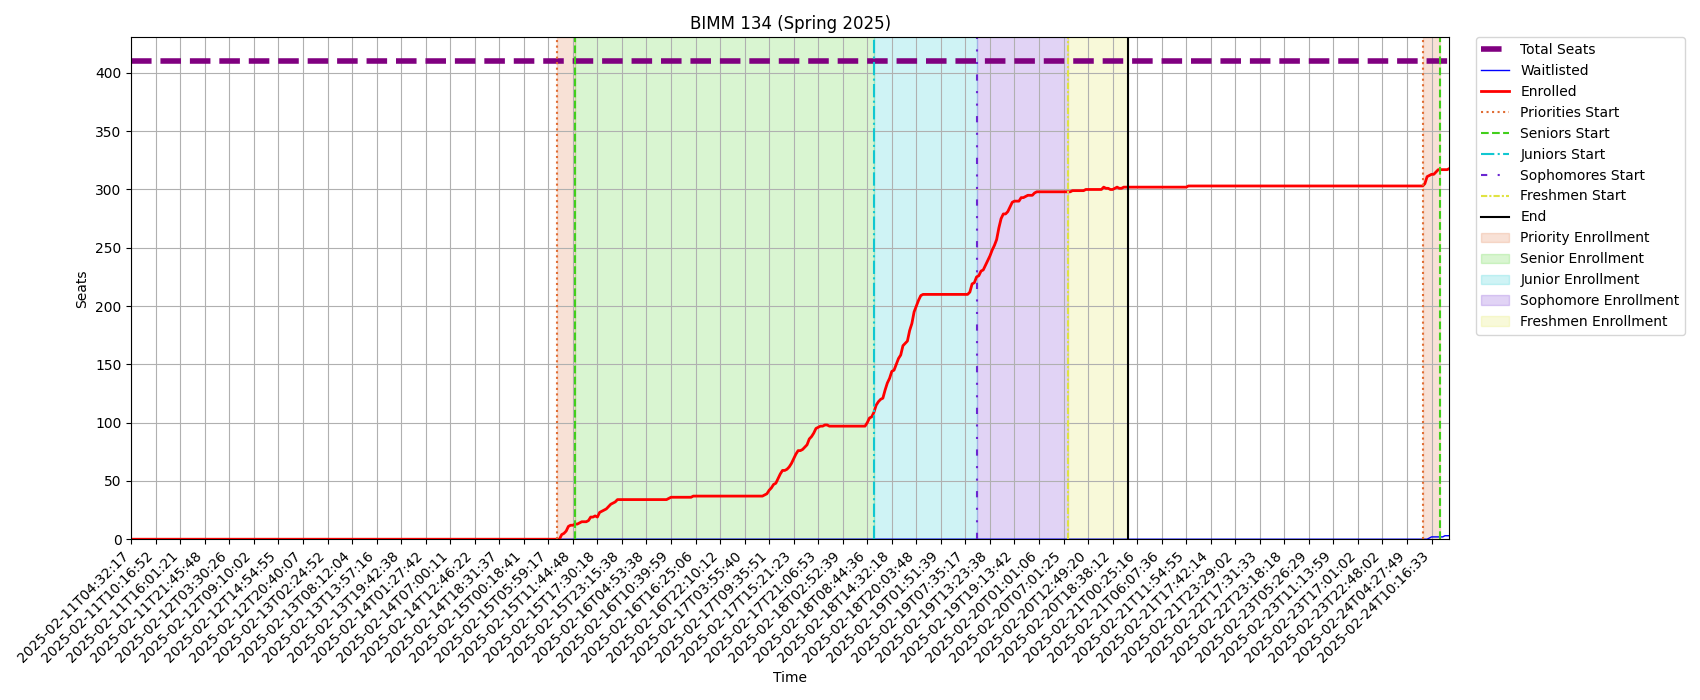 BIMM 134 (Spring 2025)
Total Seats
Waitlisted
Enrolled
Priorities Start
Seniors Start
Juniors Start
Sophomores Start
Freshmen Start
End
Priority Enrollment
Senior Enrollment
Junior Enrollment
Sophomore Enrollment
Freshmen Enrollment
Seats
400
350
300
250
200
150
100
50
0
2025-02-11T04:32:17
2025-02-11T10:16:52
2025-02-11T16:01:21
2025-02-11T21:45:48
2025-02-12T03:30:26
2025-02-12T09:10:02
2025-02-12T14:54:55
2025-02-12T20:40:07
2025-02-13T02:24:52
2025-02-13T08:12:04
2025-02-13T13:57:16
2025-02-13T19:42:38
2025-02-14T01:27:42
2025-02-14T07:00:11
2025-02-14T12:46:22
2025-02-14T18:31:37
2025-02-15T00:18:41
2025-02-15T05:59:17
2025-02-15T11:44:48
2025-02-15T17:30:18
2025-02-15T23:15:38
2025-02-16T04:53:38
2025-02-16T10:39:59
2025-02-16T16:25:06
2025-02-16T22:10:12
2025-02-17T03:55:40
2025-02-17T09:35:51
2025-02-17T15:21:23
2025-02-17T21:06:53
2025-02-18T02:52:39
2025-02-18T08:44:36
2025-02-18T14:32:18
2025-02-18T20:03:48
2025-02-19T01:51:39
2025-02-19T07:35:17
2025-02-19T13:23:38
2025-02-19T19:13:42
2025-02-20T01:01:06
2025-02-20T07:01:25
2025-02-20T12:49:20
2025-02-20T18:38:12
2025-02-21T00:25:16
2025-02-21T06:07:36
2025-02-21T11:54:55
2025-02-21T17:42:14
2025-02-21T23:29:02
2025-02-22T17:31:33
2025-02-22T23:18:18
2025-02-23T05:26:29
2025-02-23T11:13:59
2025-02-23T17:01:02
2025-02-23T22:48:02
2025-02-24T04:27:49
2025-02-24T10:16:33
Time